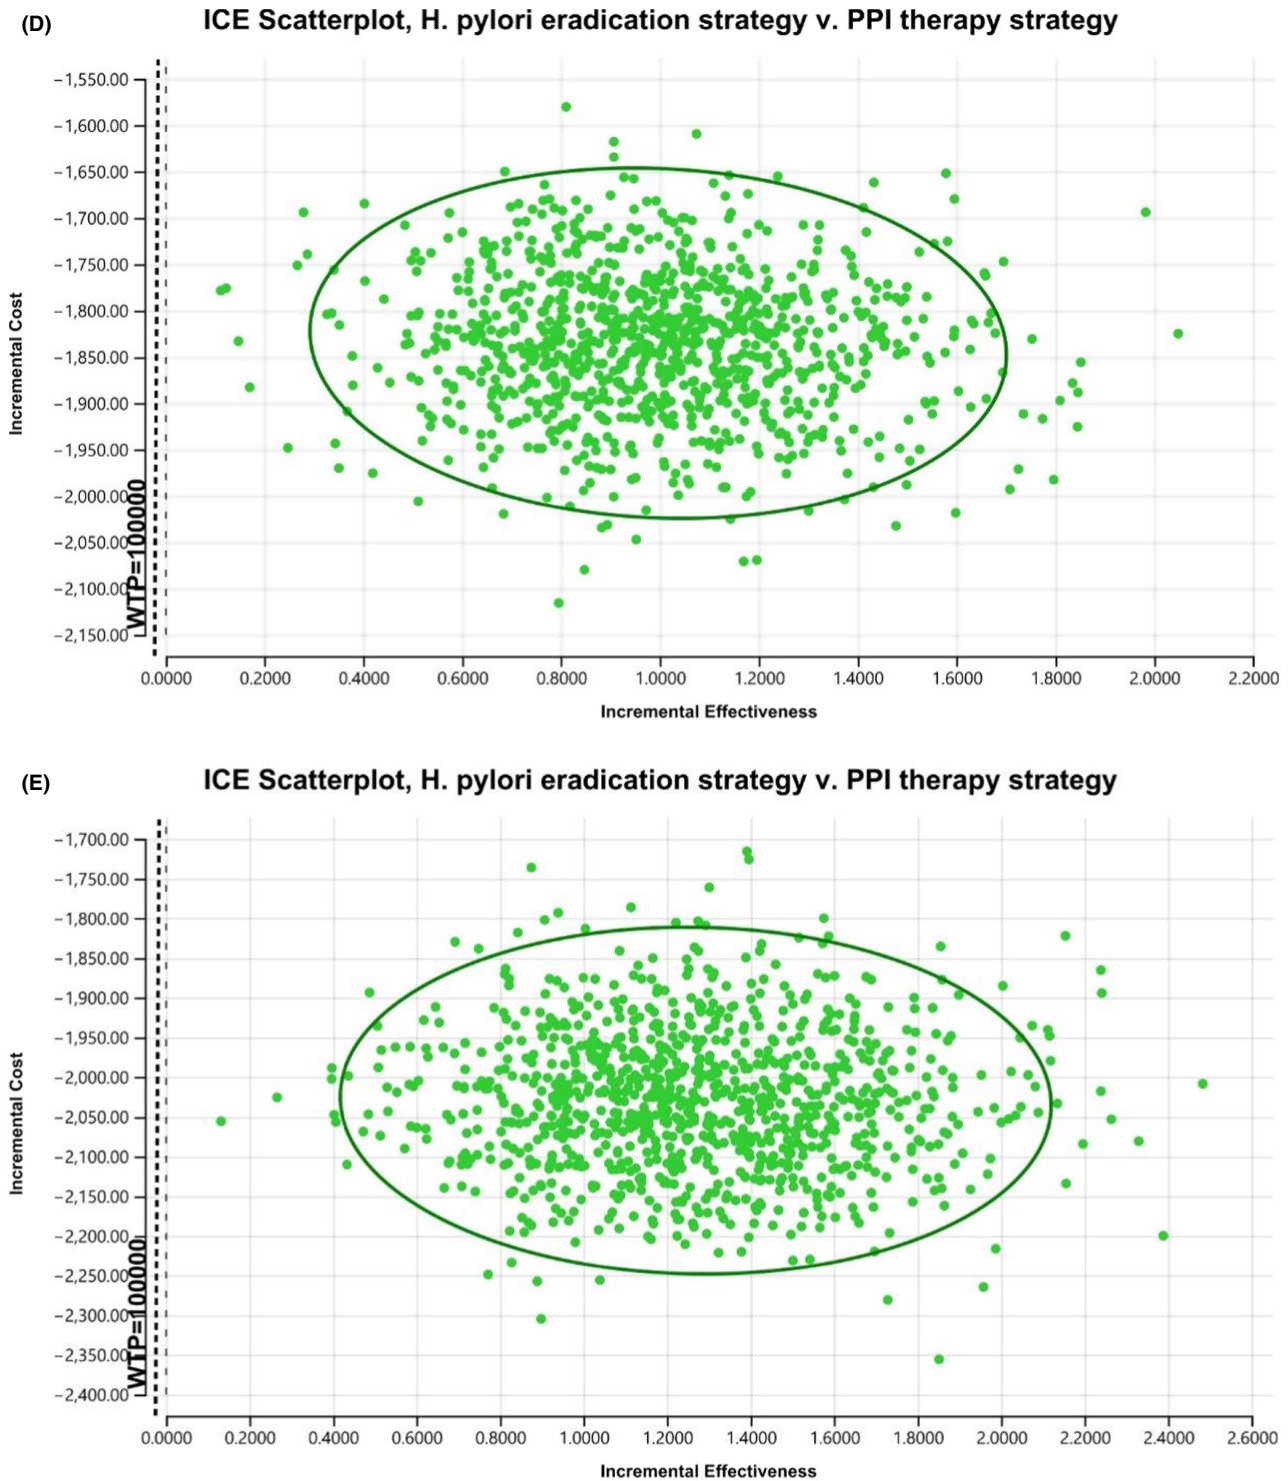 (D)
ICE Scatterplot, H. pylori eradication strategy v. PPI therapy strategy
−1,550.00
−1,600.00
−1,650.00
−1,700.00
−1,750.00
−1,800.00
−1,850.00
−1,900.00
−1,950.00
−2,000.00
−2,050.00
−2,100.00
−2,150.00
Incremental Cost
WTP=100000
0.0000 0.2000 0.4000 0.6000 0.8000 1.0000 1.2000 1.4000 1.6000 1.8000 2.0000 2.2000
Incremental Effectiveness
(E)
ICE Scatterplot, H. pylori eradication strategy v. PPI therapy strategy
−1,700.00
−1,750.00
−1,800.00
−1,850.00
−1,900.00
−1,950.00
−2,000.00
−2,050.00
−2,100.00
−2,150.00
−2,200.00
−2,250.00
−2,300.00
−2,350.00
−2,400.00
Incremental Cost
WTP=100000
0.0000 0.2000 0.4000 0.6000 0.8000 1.0000 1.2000 1.4000 1.6000 1.8000 2.0000 2.2000 2.4000 2.6000
Incremental Effectiveness